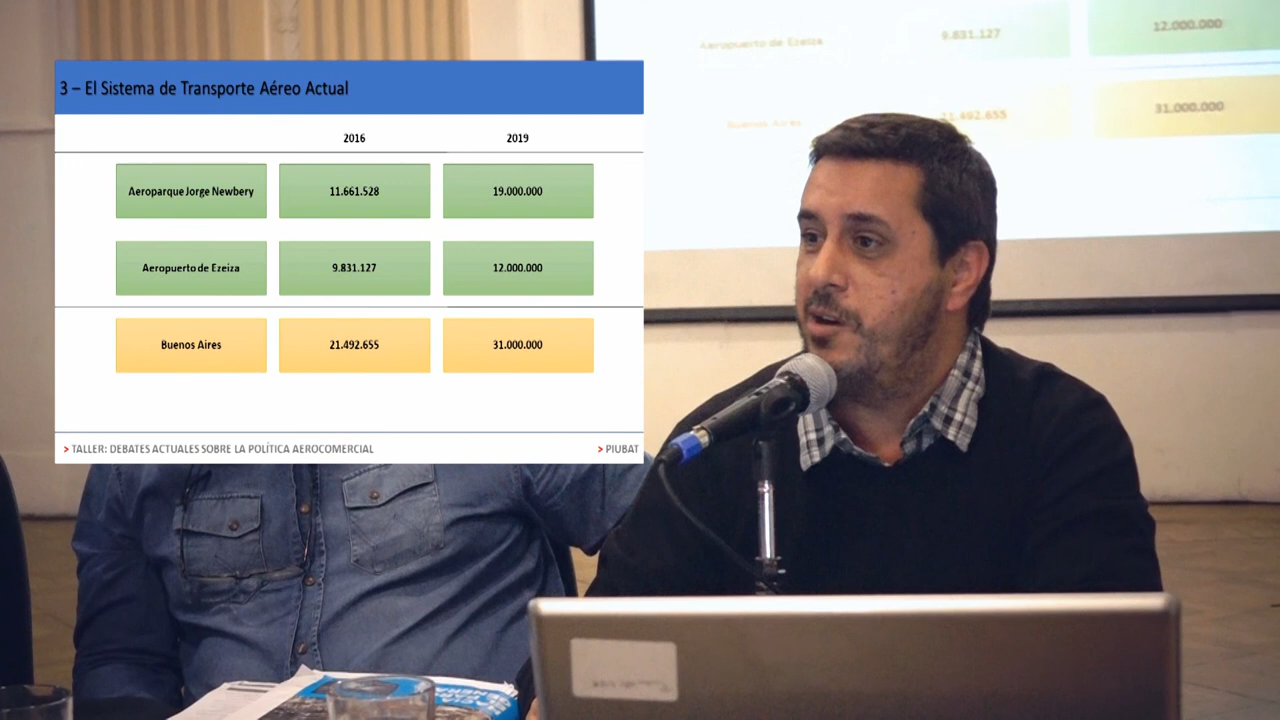 3 – El Sistema de Transporte Aéreo Actual
2016 2019
Aeroparque Jorge Newbery 11.661.528 19.000.000
Aeropuerto de Ezeiza 9.831.127 12.000.000
Buenos Aires 21.492.655 31.000.000
> TALLER: DEBATES ACTUALES SOBRE LA POLÍTICA AEROCOMERCIAL > PIUBAT
Aeropuerto de Ezeiza 9.831.127 12.000.000
Buenos Aires 21.492.655 31.000.000